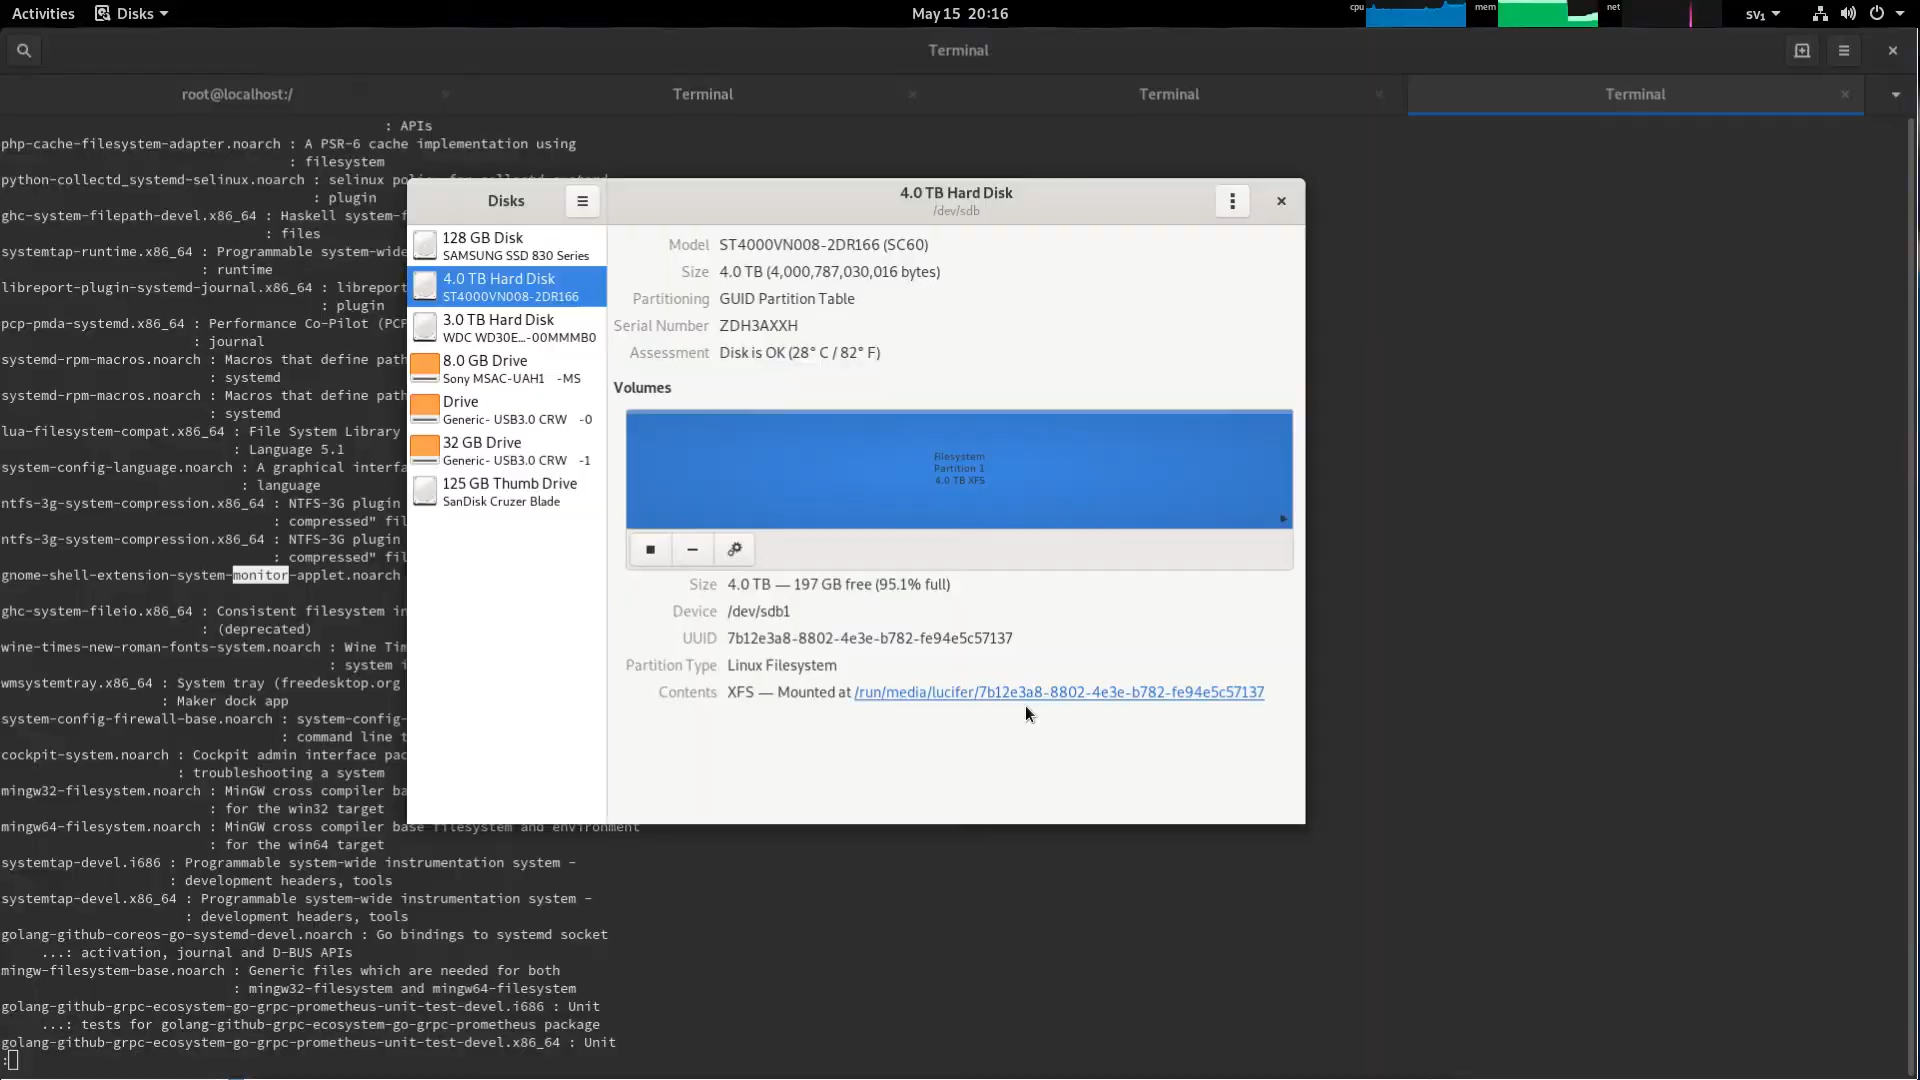 Activities
Disks
May 15 20:16
cpu
mem
net
sv₁
Terminal
root@localhost:/
Terminal
Terminal
Terminal
: APIs
php-cache-filesystem-adapter.noarch : A PSR-6 cache implementation using
: filesystem
python-collectd_systemd-selinux.noarch : selinux
: plugin
ghc-system-filepath-devel.x86_64 : Haskell system-f
: files
systemtap-runtime.x86_64 : Programmable system-wide
: runtime
libreport-plugin-systemd-journal.x86_64 : libreport
: plugin
pcp-pmda-systemd.x86_64 : Performance Co-Pilot (PCP
: journal
systemd-rpm-macros.noarch : Macros that define path
: systemd
systemd-rpm-macros.noarch : Macros that define path
: systemd
lua-filesystem-compat.x86_64 : File System Library
: Language 5.1
system-config-language.noarch : A graphical interfa
: language
ntfs-3g-system-compression.x86_64 : NTFS-3G plugin
: compressed" fil
ntfs-3g-system-compression.x86_64 : NTFS-3G plugin
: compressed" fil
gnome-shell-extension-system-monitor-applet.noarch
ghc-system-fileio.x86_64 : Consistent filesystem in
: (deprecated)
wine-times-new-roman-fonts-system.noarch : Wine Tim
: system i
wmsystemtray.x86_64 : System tray (freedesktop.org
: Maker dock app
system-config-firewall-base.noarch : system-config-
: command line t
cockpit-system.noarch : Cockpit admin interface pac
: troubleshooting a system
mingw32-filesystem.noarch : MinGW cross compiler ba
: for the win32 target
mingw64-filesystem.noarch : MinGW cross compiler base filesystem and environment
: for the win64 target
systemtap-devel.i686 : Programmable system-wide instrumentation system -
: development headers, tools
systemtap-devel.x86_64 : Programmable system-wide instrumentation system -
: development headers, tools
golang-github-coreos-go-systemd-devel.noarch : Go bindings to systemd socket
...: activation, journal and D-BUS APIs
mingw-filesystem-base.noarch : Generic files which are needed for both
: mingw32-filesystem and mingw64-filesystem
golang-github-grpc-ecosystem-go-grpc-prometheus-unit-test-devel.i686 : Unit
...: tests for golang-github-grpc-ecosystem-go-grpc-prometheus package
golang-github-grpc-ecosystem-go-grpc-prometheus-unit-test-devel.x86_64 : Unit
:
Disks
4.0 TB Hard Disk
/dev/sdb
128 GB Disk
SAMSUNG SSD 830 Series
4.0 TB Hard Disk
ST4000VN008-2DR166
3.0 TB Hard Disk
WDC WD30E…-00MMMB0
8.0 GB Drive
Sony MSAC-UAH1 -MS
Drive
Generic- USB3.0 CRW -0
32 GB Drive
Generic- USB3.0 CRW -1
125 GB Thumb Drive
SanDisk Cruzer Blade
Model ST4000VN008-2DR166 (SC60)
Size 4.0 TB (4,000,787,030,016 bytes)
Partitioning GUID Partition Table
Serial Number ZDH3AXXH
Assessment Disk is OK (28° C / 82° F)
Volumes
Filesystem
Partition 1
4.0 TB XFS
Size 4.0 TB — 197 GB free (95.1% full)
Device /dev/sdb1
UUID 7b12e3a8-8802-4e3e-b782-fe94e5c57137
Partition Type Linux Filesystem
Contents XFS — Mounted at /run/media/lucifer/7b12e3a8-8802-4e3e-b782-fe94e5c57137